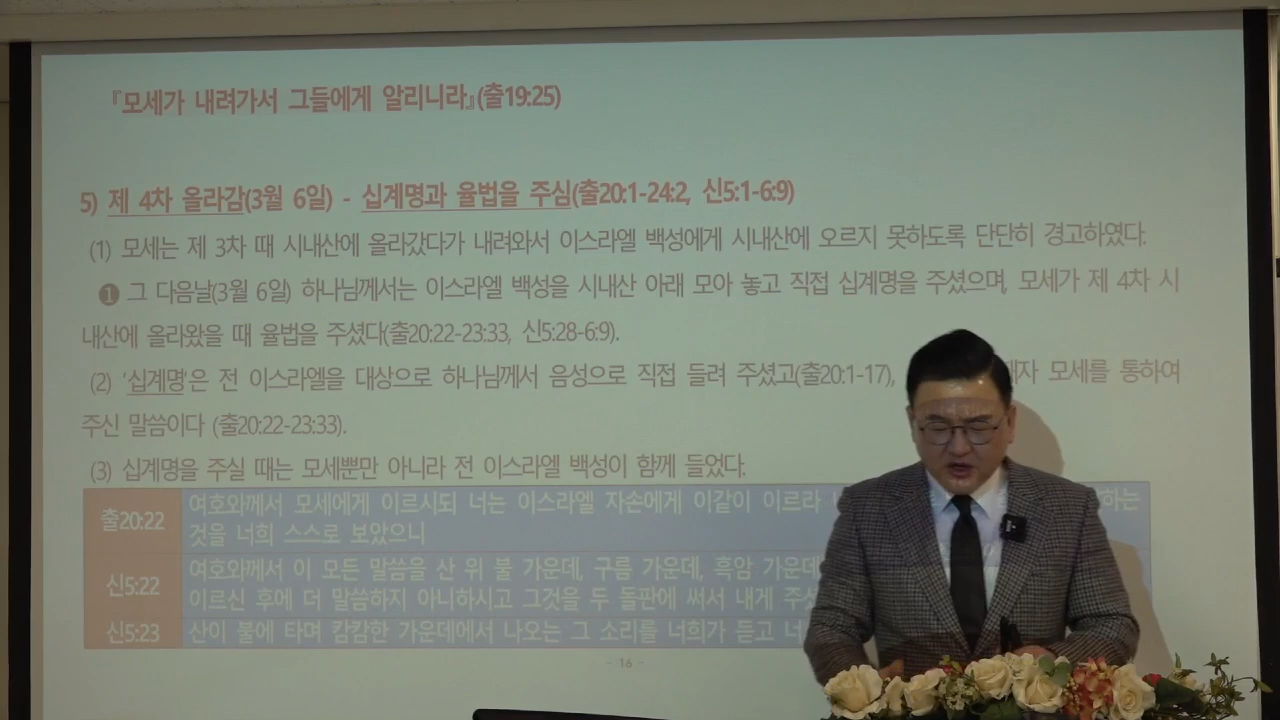 『모세가 내려가서 그들에게 알리니라』(출19:25)
5) 제 4차 올라감(3월 6일) - 십계명과 율법을 주심(출20:1-24:2, 신5:1-6:9)
(1) 모세는 제 3차 때 시내산에 올라갔다가 내려와서 이스라엘 백성에게 시내산에 오르지 못하도록 단단히 경고하였다.
❶ 그 다음날(3월 6일) 하나님께서는 이스라엘 백성을 시내산 아래 모아 놓고 직접 십계명을 주셨으며, 모세가 제 4차 시
내산에 올라왔을 때 율법을 주셨다(출20:22-23:33, 신5:28-6:9).
(2) '십계명'은 전 이스라엘을 대상으로 하나님께서 음성으로 직접 들려 주셨고(출20:1-17), 모세를 통하여
주신 말씀이다 (출20:22-23:33).
(3) 십계명을 주실 때는 모세뿐만 아니라 전 이스라엘 백성이 함께 들었다.
출20:22 여호와께서 모세에게 이르시되 너는 이스라엘 자손에게 이같이 이르라 하는
것을 너희 스스로 보았으니
신5:22 여호와께서 이 모든 말씀을 산 위 불 가운데, 구름 가운데, 흑암 가운데
이르신 후에 더 말씀하지 아니하시고 그것을 두 돌판에 써서 내게
신5:23 산이 불에 타며 캄캄한 가운데에서 나오는 그 소리를 너희가 듣고
- 16 -